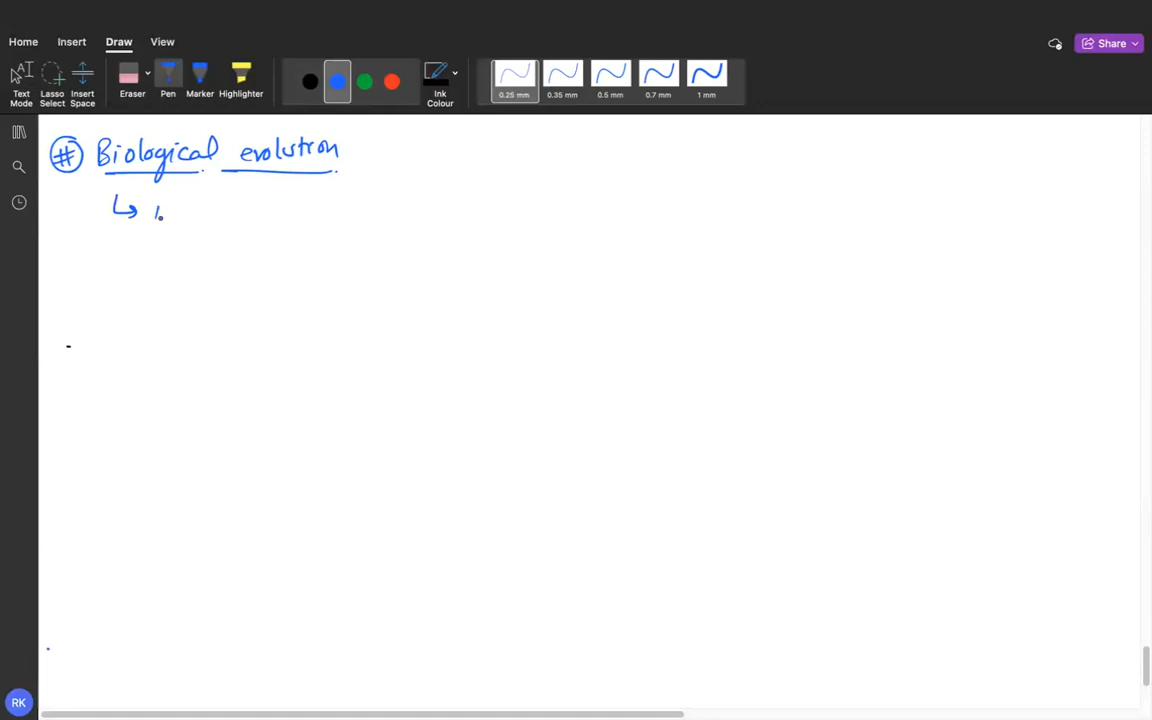 Home Insert Draw View
Share
Text Mode
Lasso Select
Insert Space
Eraser
Pen
Marker
Highlighter
Ink Colour
0.25 mm
0.35 mm
0.5 mm
0.7 mm
1 mm
# Biological evolution
↳
RK